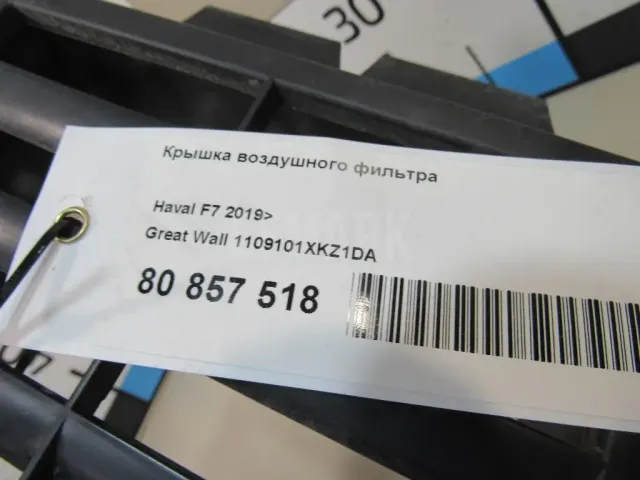 30
Крышка воздушного фильтра
Haval F7 2019>
Great Wall 1109101XKZ1DA
80 857 518